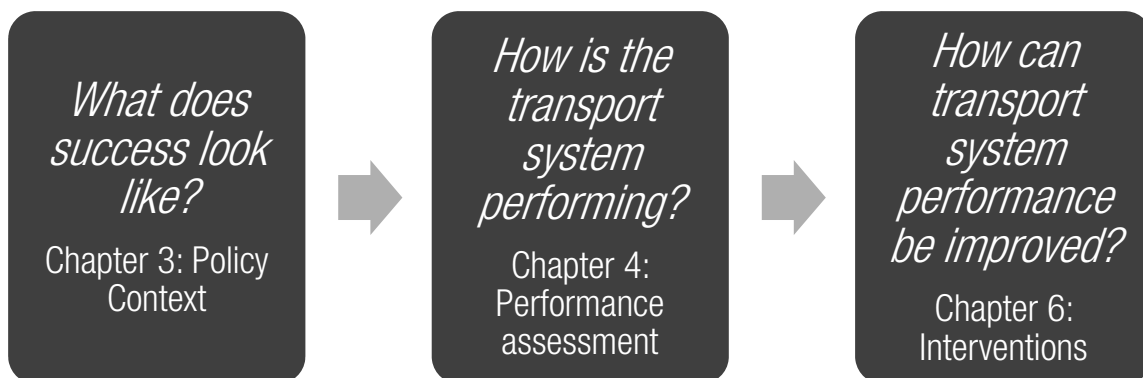 What does
success look
like?
Chapter 3: Policy
Context
How is the
transport
system
performing?
Chapter 4:
Performance
assessment
How can
transport
system
performance
be improved?
Chapter 6:
Interventions